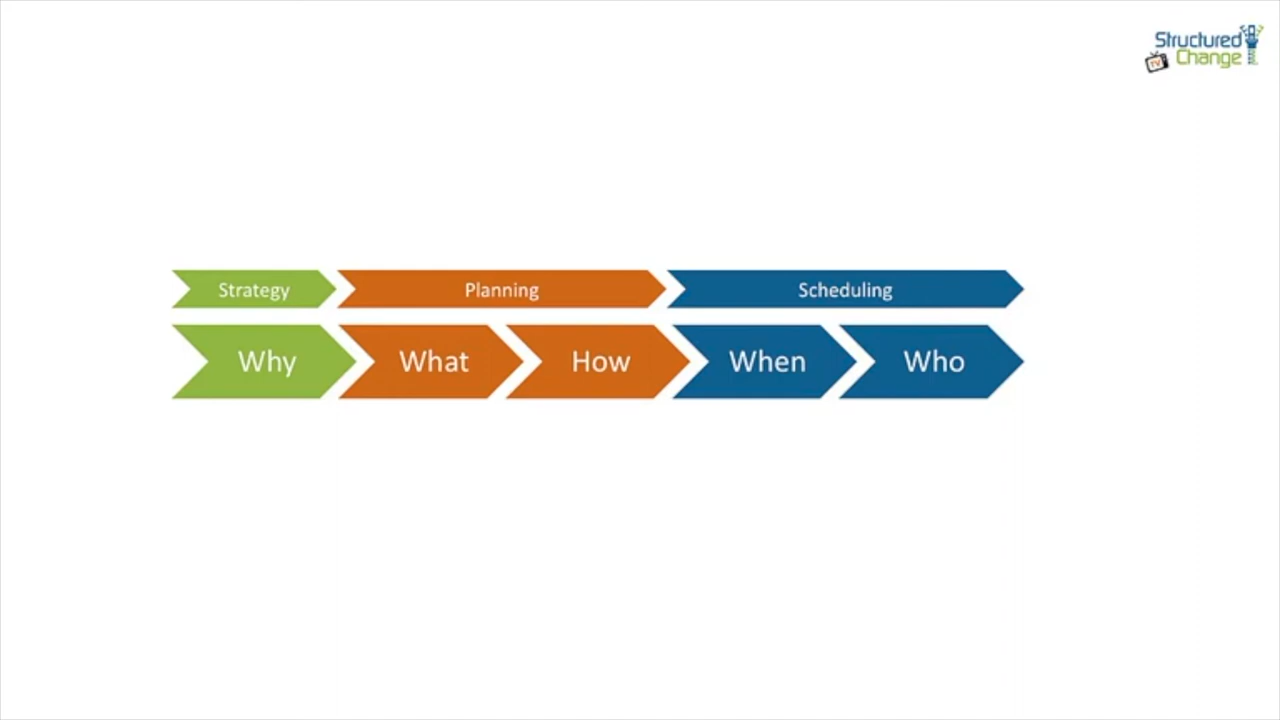 Structured
TV Change
Strategy Planning Scheduling
Why What How When Who